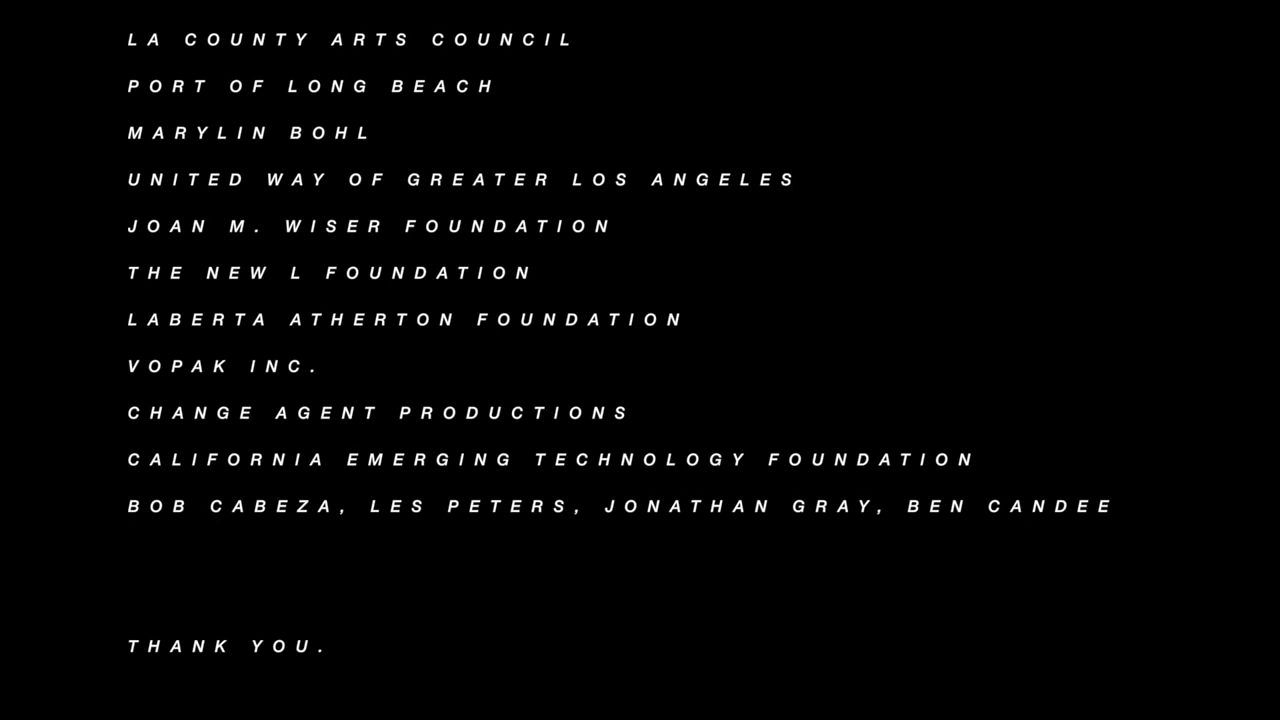 LA COUNTY ARTS COUNCIL
PORT OF LONG BEACH
MARYLIN BOHL
UNITED WAY OF GREATER LOS ANGELES
JOAN M. WISER FOUNDATION
THE NEW L FOUNDATION
LABERTA ATHERTON FOUNDATION
VOPAK INC.
CHANGE AGENT PRODUCTIONS
CALIFORNIA EMERGING TECHNOLOGY FOUNDATION
BOB CABEZA, LES PETERS, JONATHAN GRAY, BEN CANDEE
THANK YOU.